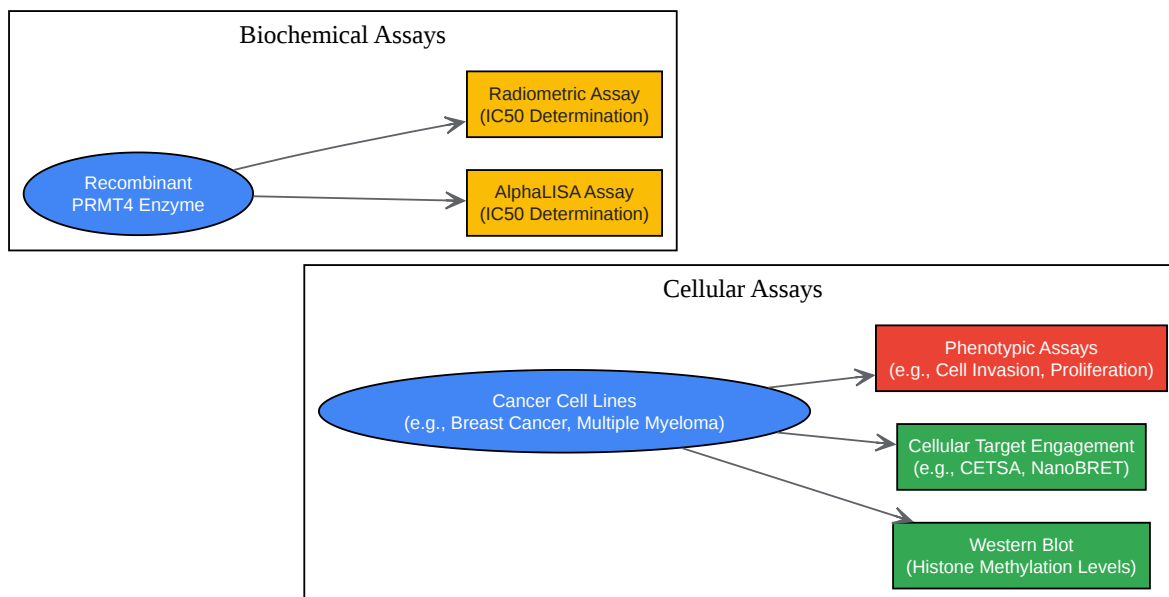 Biochemical Assays
Radiometric Assay
(IC50 Determination)
Recombinant
PRMT4 Enzyme
AlphaLISA Assay
(IC50 Determination)
Cellular Assays
Phenotypic Assays
(e.g., Cell Invasion, Proliferation)
Cancer Cell Lines
(e.g., Breast Cancer, Multiple Myeloma)
Cellular Target Engagement
(e.g., CETSA, NanoBRET)
Western Blot
(Histone Methylation Levels)